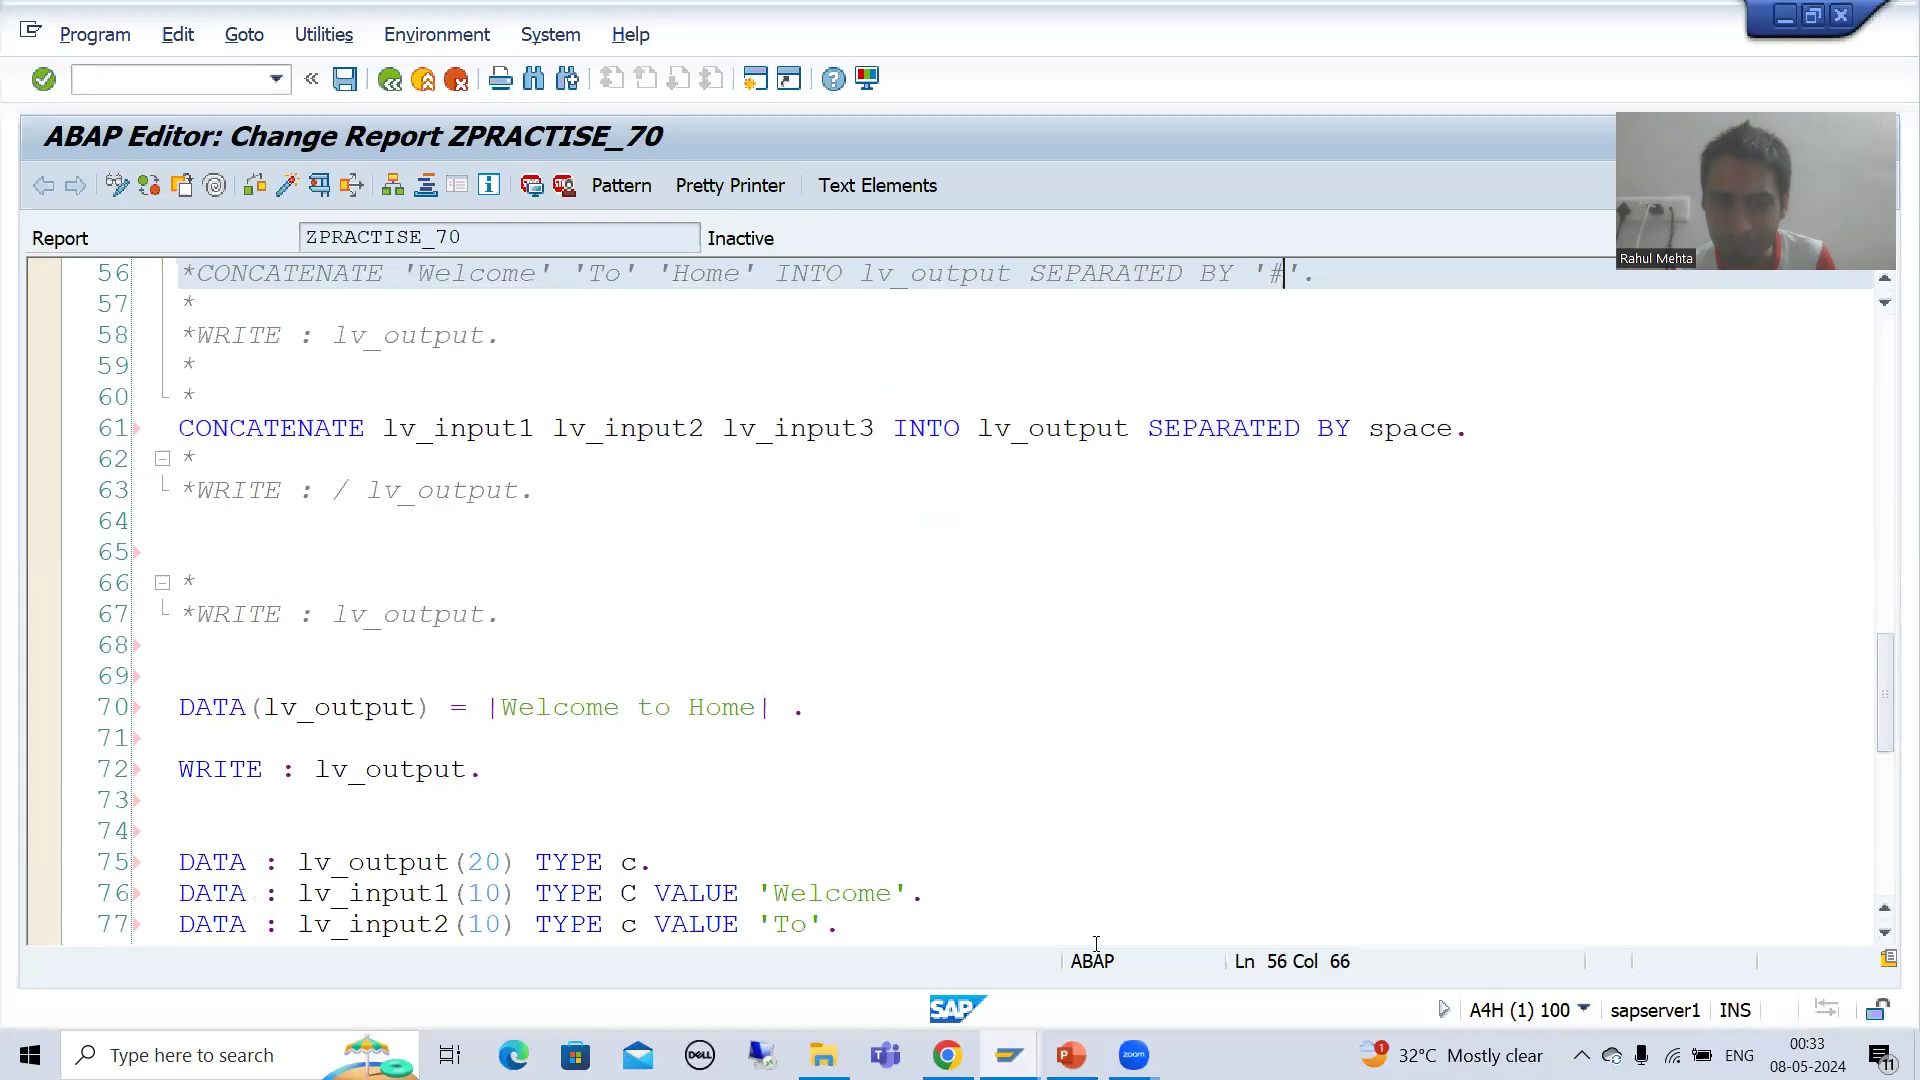 Program Edit Goto Utilities Environment System Help
ABAP Editor: Change Report ZPRACTISE_70
Pattern Pretty Printer Text Elements
Report ZPRACTISE_70 Inactive
Rahul Mehta
56 *CONCATENATE 'Welcome' 'To' 'Home' INTO lv_output SEPARATED BY '#'.
57 *
58 *WRITE : lv_output.
59 *
60 *
61 CONCATENATE lv_input1 lv_input2 lv_input3 INTO lv_output SEPARATED BY space.
62 *
63 *WRITE : / lv_output.
64
65
66 *
67 *WRITE : lv_output.
68
69
70 DATA(lv_output) = |Welcome to Home| .
71
72 WRITE : lv_output.
73
74
75 DATA : lv_output(20) TYPE c.
76 DATA : lv_input1(10) TYPE C VALUE 'Welcome'.
77 DATA : lv_input2(10) TYPE c VALUE 'To'.
ABAP Ln 56 Col 66
SAP A4H (1) 100 sapserver1 INS
Type here to search DELL zoom 1 32°C Mostly clear ENG 00:33
08-05-2024 11